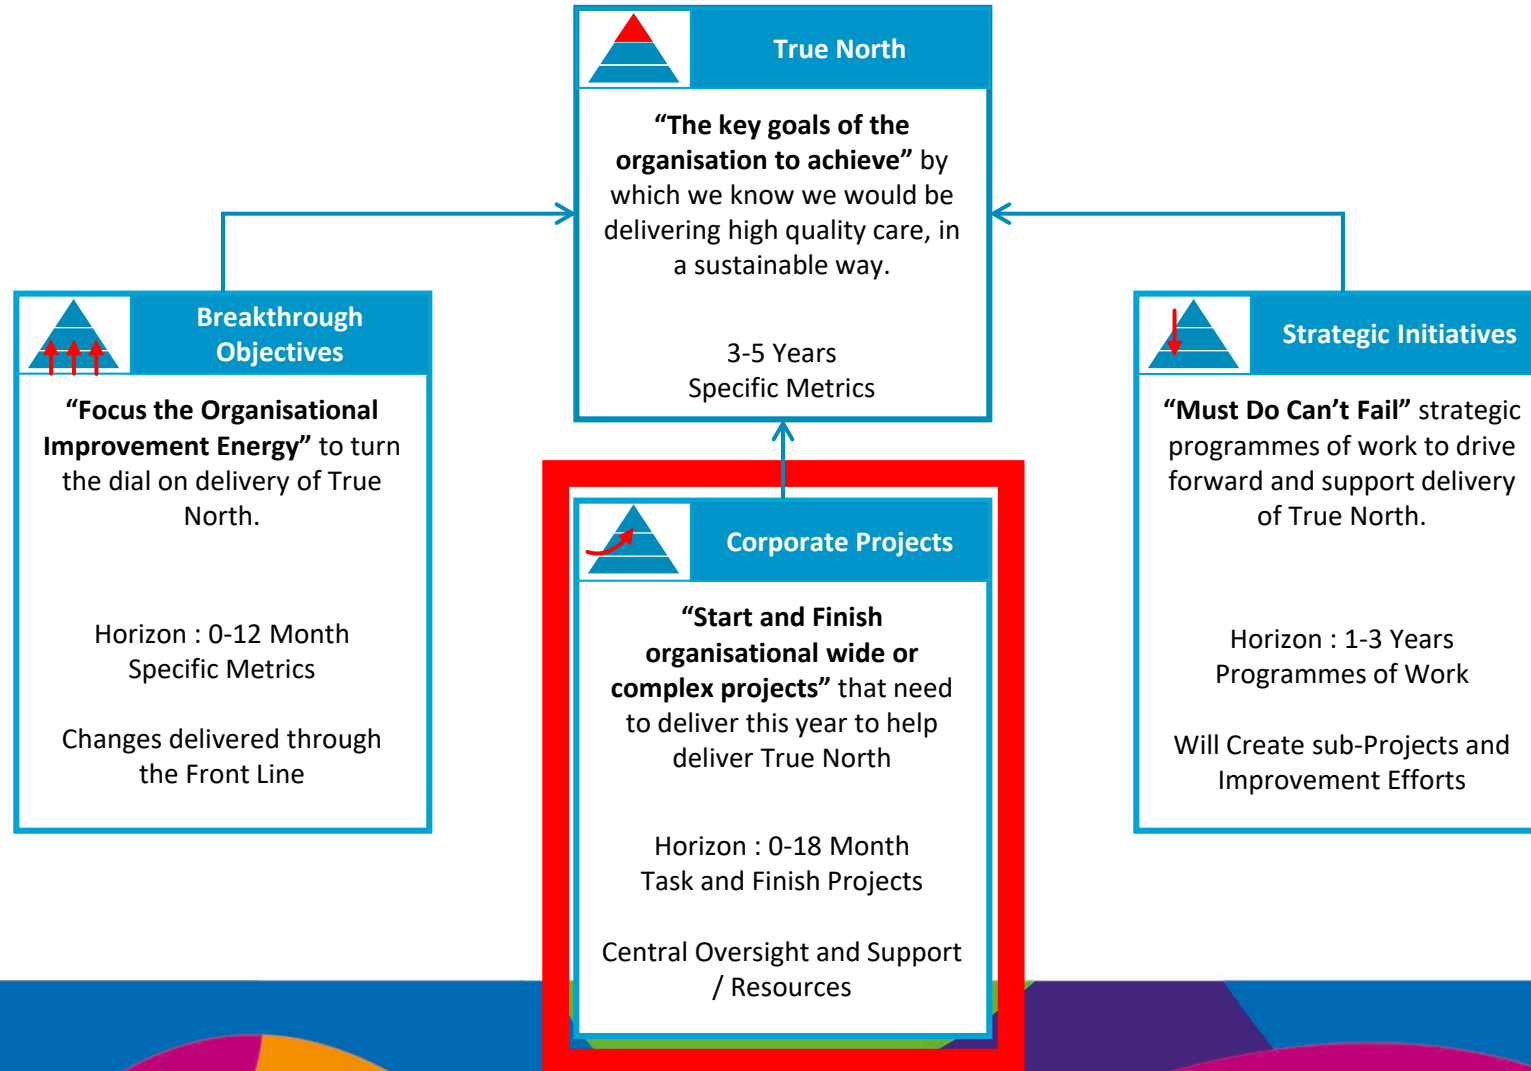 True North
“The key goals of the
organisation to achieve” by
which we know we would be
delivering high quality care, in
a sustainable way.
3-5 Years
Specific Metrics
Breakthrough
Objectives
“Focus the Organisational
Improvement Energy” to turn
the dial on delivery of True
North.
Horizon : 0-12 Month
Specific Metrics
Changes delivered through
the Front Line
Corporate Projects
“Start and Finish
organisational wide or
complex projects” that need
to deliver this year to help
deliver True North
Horizon : 0-18 Month
Task and Finish Projects
Central Oversight and Support
/ Resources
Strategic Initiatives
“Must Do Can’t Fail” strategic
programmes of work to drive
forward and support delivery
of True North.
Horizon : 1-3 Years
Programmes of Work
Will Create sub-Projects and
Improvement Efforts